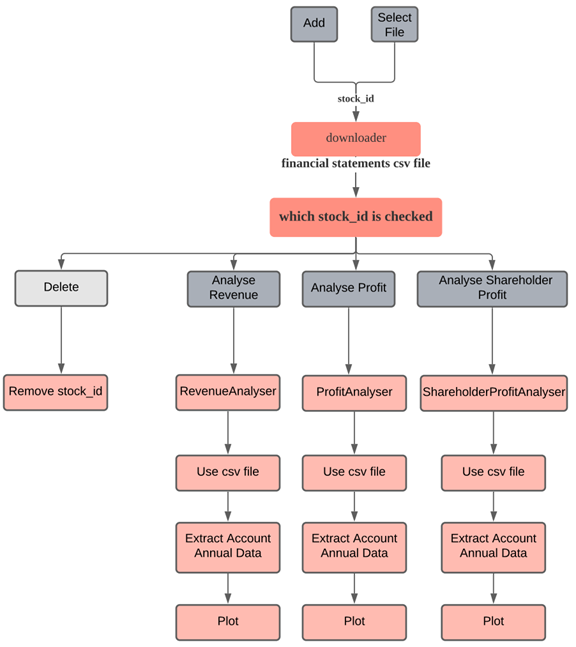 Add
Select
File
stock_id
downloader
financial statements csv file
which stock_id is checked
Delete
Analyse
Revenue
Analyse Profit
Analyse Shareholder
Profit
Remove stock_id
RevenueAnalyser
ProfitAnalyser
ShareholderProfitAnalyser
Use csv file
Use csv file
Use csv file
Extract Account
Annual Data
Extract Account
Annual Data
Extract Account
Annual Data
Plot
Plot
Plot